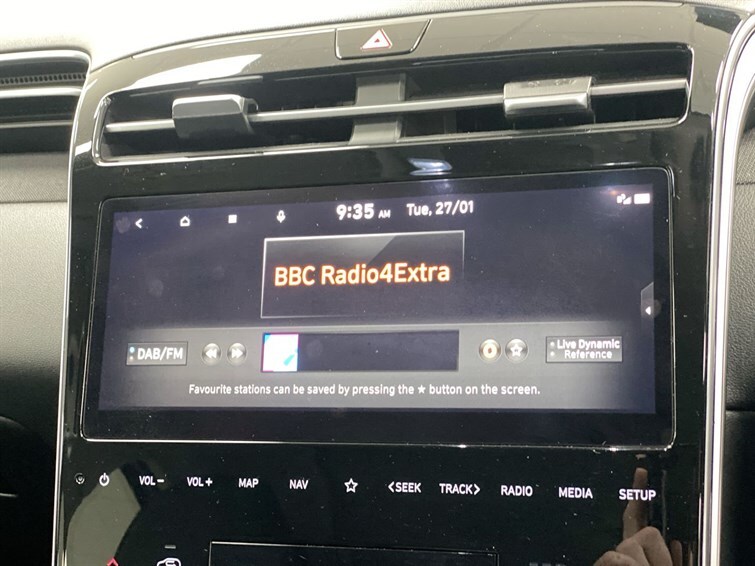 9:35 AM Tue, 27/01
BBC Radio4Extra
DAB/FM
Live Dynamic
Reference
Favourite stations can be saved by pressing the ★ button on the screen.
VOL− VOL+ MAP NAV ☆ <SEEK TRACK> RADIO MEDIA SETUP